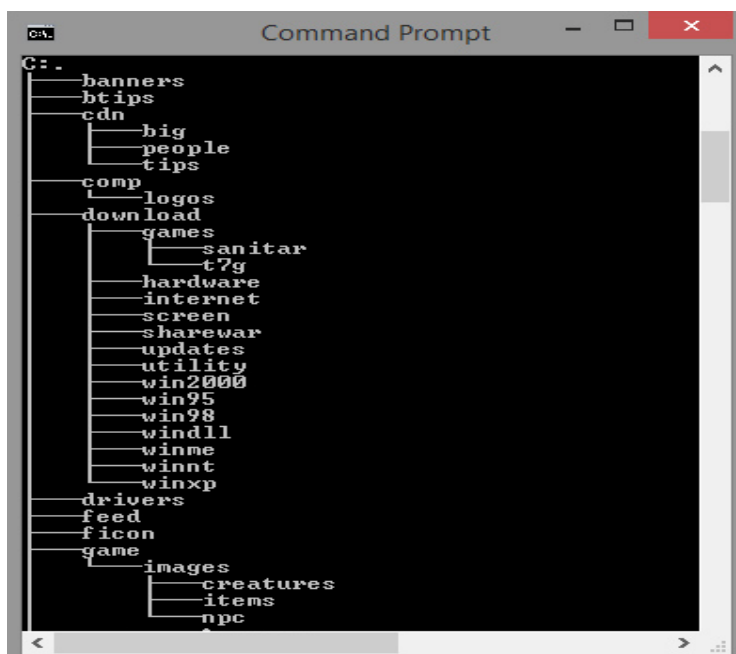 Command Prompt
C:.
banners
btips
cdn
big
people
tips
comp
logos
download
games
sanitar
t7g
hardware
internet
screen
sharewar
updates
utility
win2000
win95
win98
windll
winme
winnt
winxp
drivers
feed
ficon
game
images
creatures
items
npc